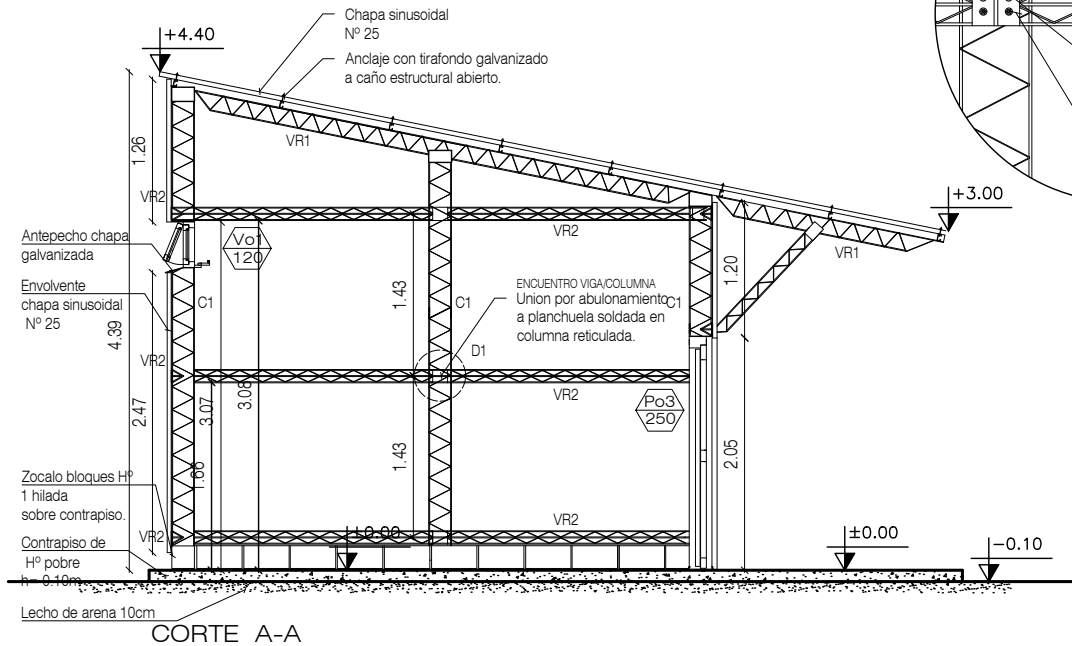 Chapa sinusoidal
Nº 25
+4.40
Anclaje con tirafondo galvanizado
a caño estructural abierto.
VR1
1.26
VR2
+3.00
VR2
VR1
Antepecho chapa
galvanizada
Vo1
120
1.20
Envolvente
chapa sinusoidal
Nº 25
C1
1.43
C1
ENCUENTRO VIGA/COLUMNA
Union por abulonamiento
a planchuela soldada en
columna reticulada.
C1
4.39
D1
VR2
VR2
Po3
250
2.47
3.07
3.08
1.66
1.43
2.05
Zocalo bloques Hº
1 hilada
sobre contrapiso.
VR2
VR2
Contrapiso de
Hº pobre
h= 0.10m
±0.00
±0.00
-0.10
Lecho de arena 10cm
CORTE A-A